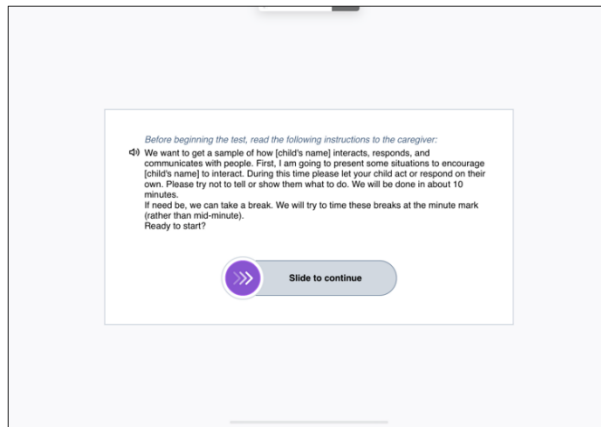 Before beginning the test, read the following instructions to the caregiver:
We want to get a sample of how [child's name] interacts, responds, and
communicates with people. First, I am going to present some situations to encourage
[child's name] to interact. During this time please let your child act or respond on their
own. Please try not to tell or show them what to do. We will be done in about 10
minutes.
If need be, we can take a break. We will try to time these breaks at the minute mark
(rather than mid-minute).
Ready to start?
Slide to continue